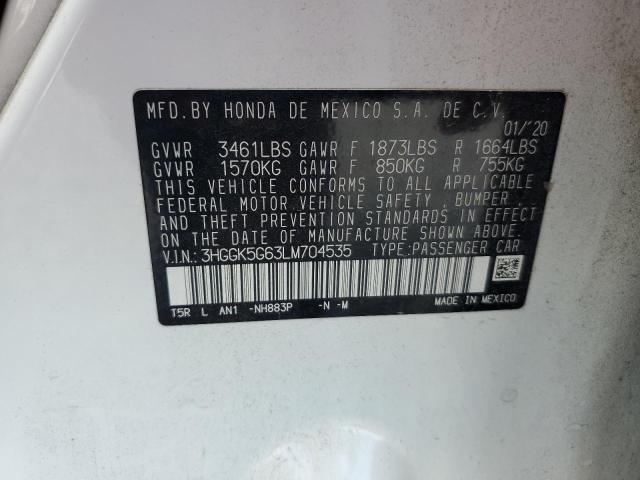 MFD. BY HONDA DE MEXICO S.A. DE C.V.
01/'20
GVWR 3461LBS GAWR F 1873LBS R 1664LBS
GVWR 1570KG GAWR F 850KG R 755KG
THIS VEHICLE CONFORMS TO ALL APPLICABLE
FEDERAL MOTOR VEHICLE SAFETY, BUMPER,
AND THEFT PREVENTION STANDARDS IN EFFECT
ON THE DATE OF MANUFACTURE SHOWN ABOVE.
V.I.N.: 3HGGK5G63LM704535 TYPE:PASSENGER CAR
T5R L AN1 -NH883P -N -M MADE IN MEXICO